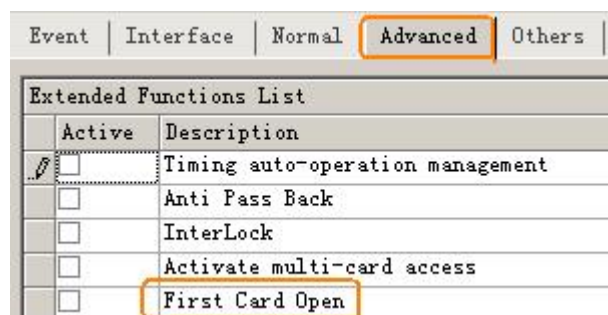 Event | Interface | Normal Advanced Others |
Extended Functions List
Active Description
Timing auto-operation management
Anti Pass Back
InterLock
Activate multi-card access
First Card Open